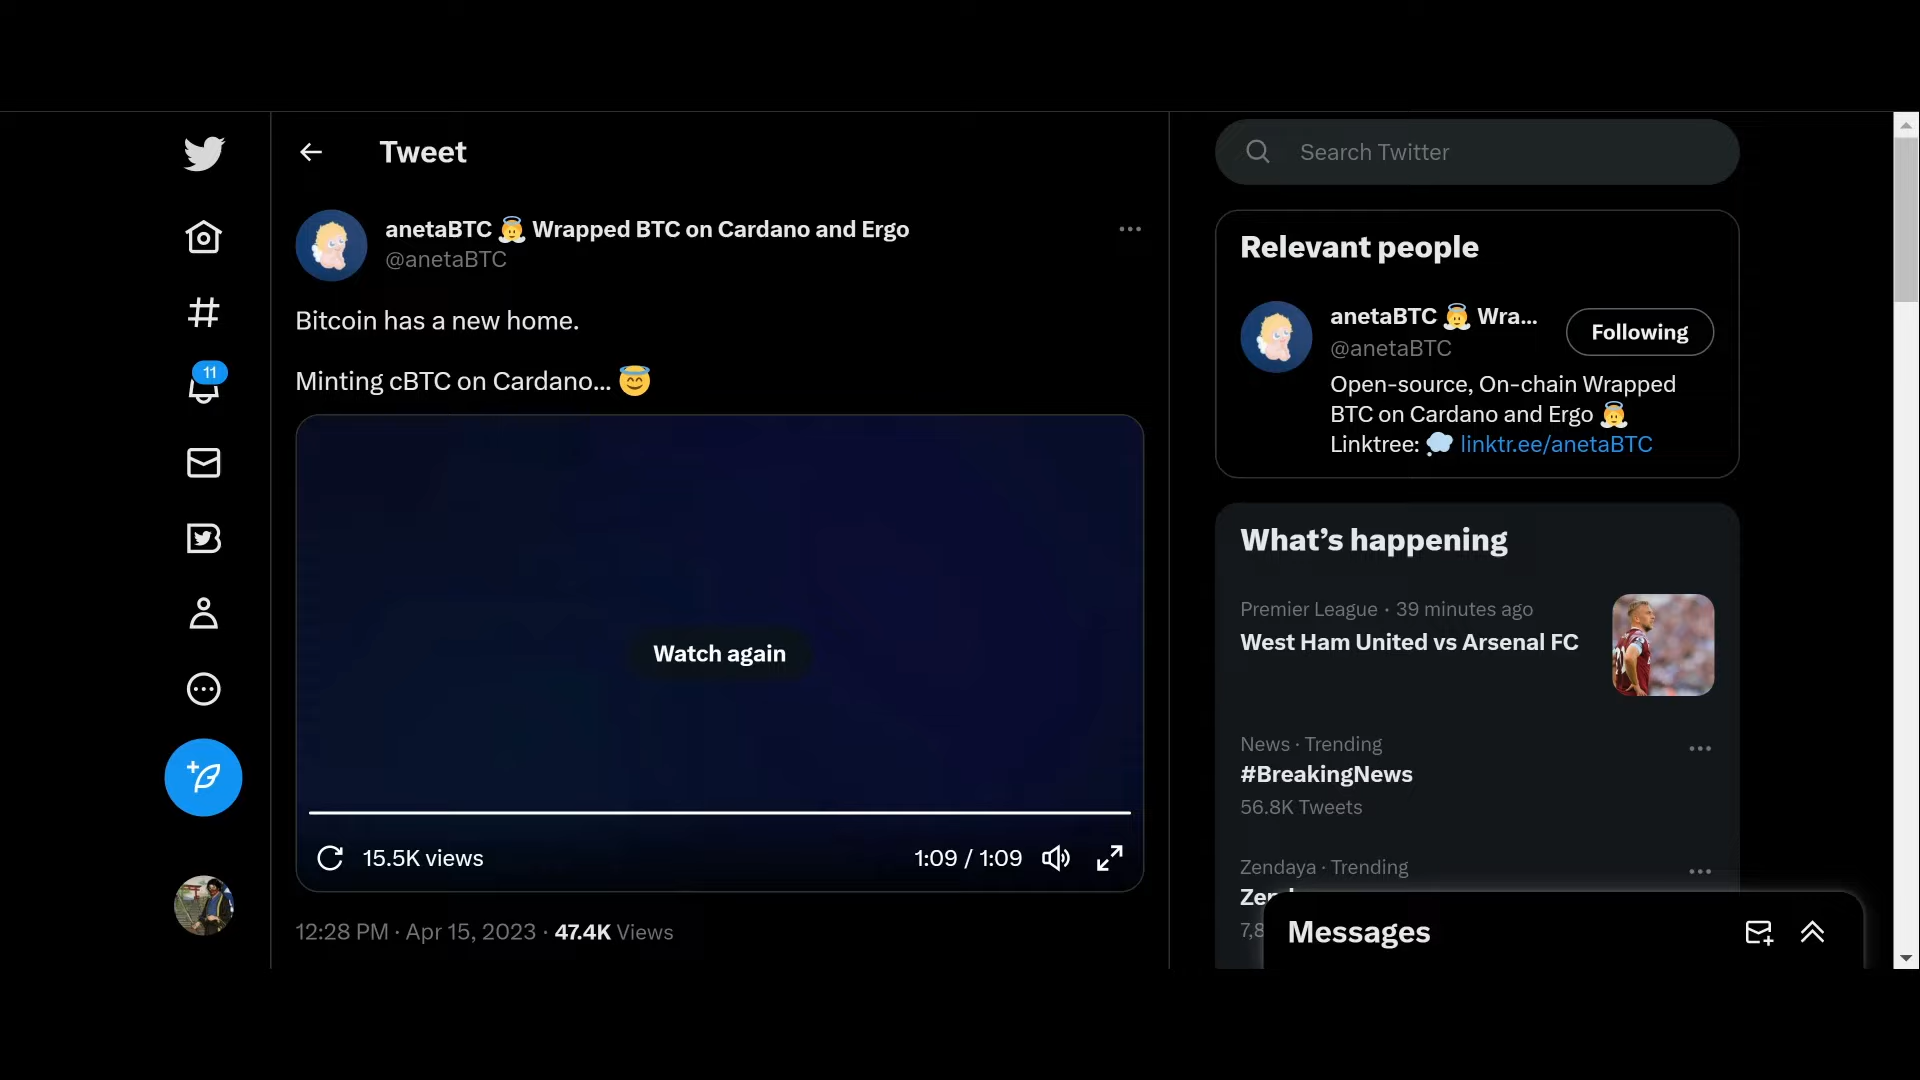 Tweet
anetaBTC 👼 Wrapped BTC on Cardano and Ergo
@anetaBTC
Bitcoin has a new home.
Minting cBTC on Cardano... 😇
Watch again
15.5K views
1:09 / 1:09
12:28 PM · Apr 15, 2023 · 47.4K Views
11
Search Twitter
Relevant people
anetaBTC 👼 Wra...
@anetaBTC
Following
Open-source, On-chain Wrapped
BTC on Cardano and Ergo 👼
Linktree: 💭 linktr.ee/anetaBTC
What's happening
Premier League · 39 minutes ago
West Ham United vs Arsenal FC
News · Trending
#BreakingNews
56.8K Tweets
Zendaya · Trending
Messages